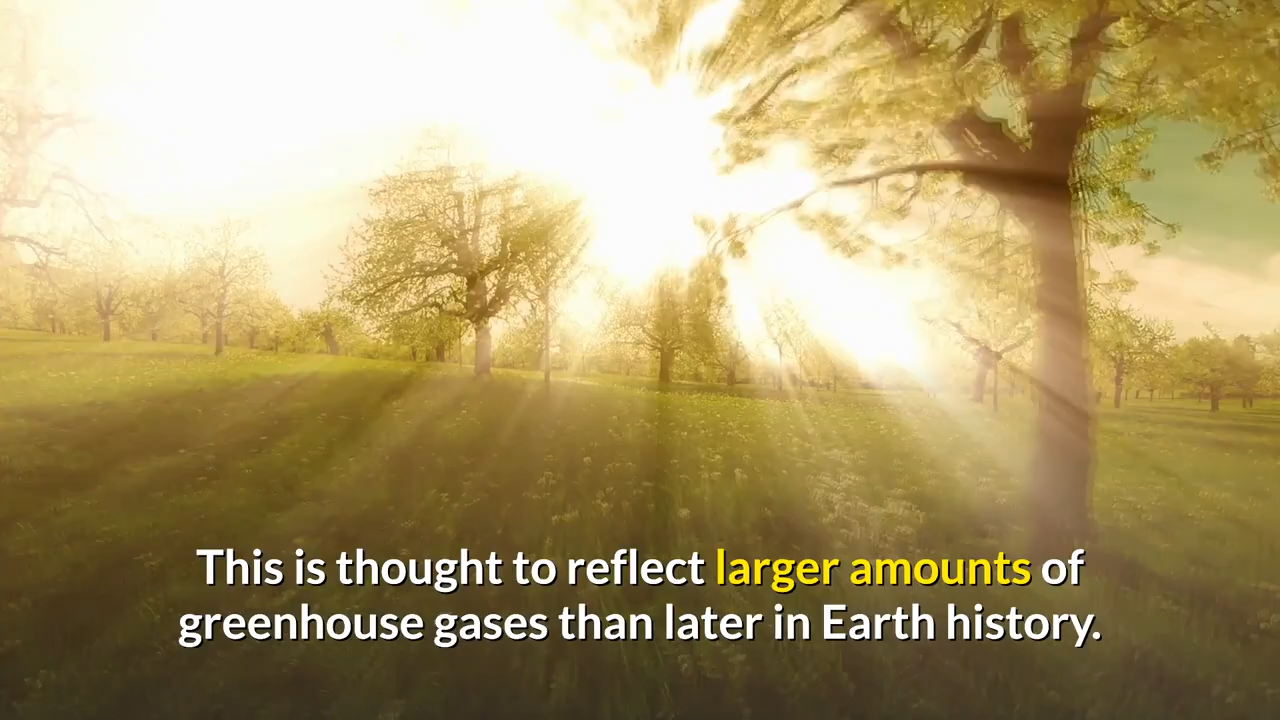 This is thought to reflect larger amounts of
greenhouse gases than later in Earth history.